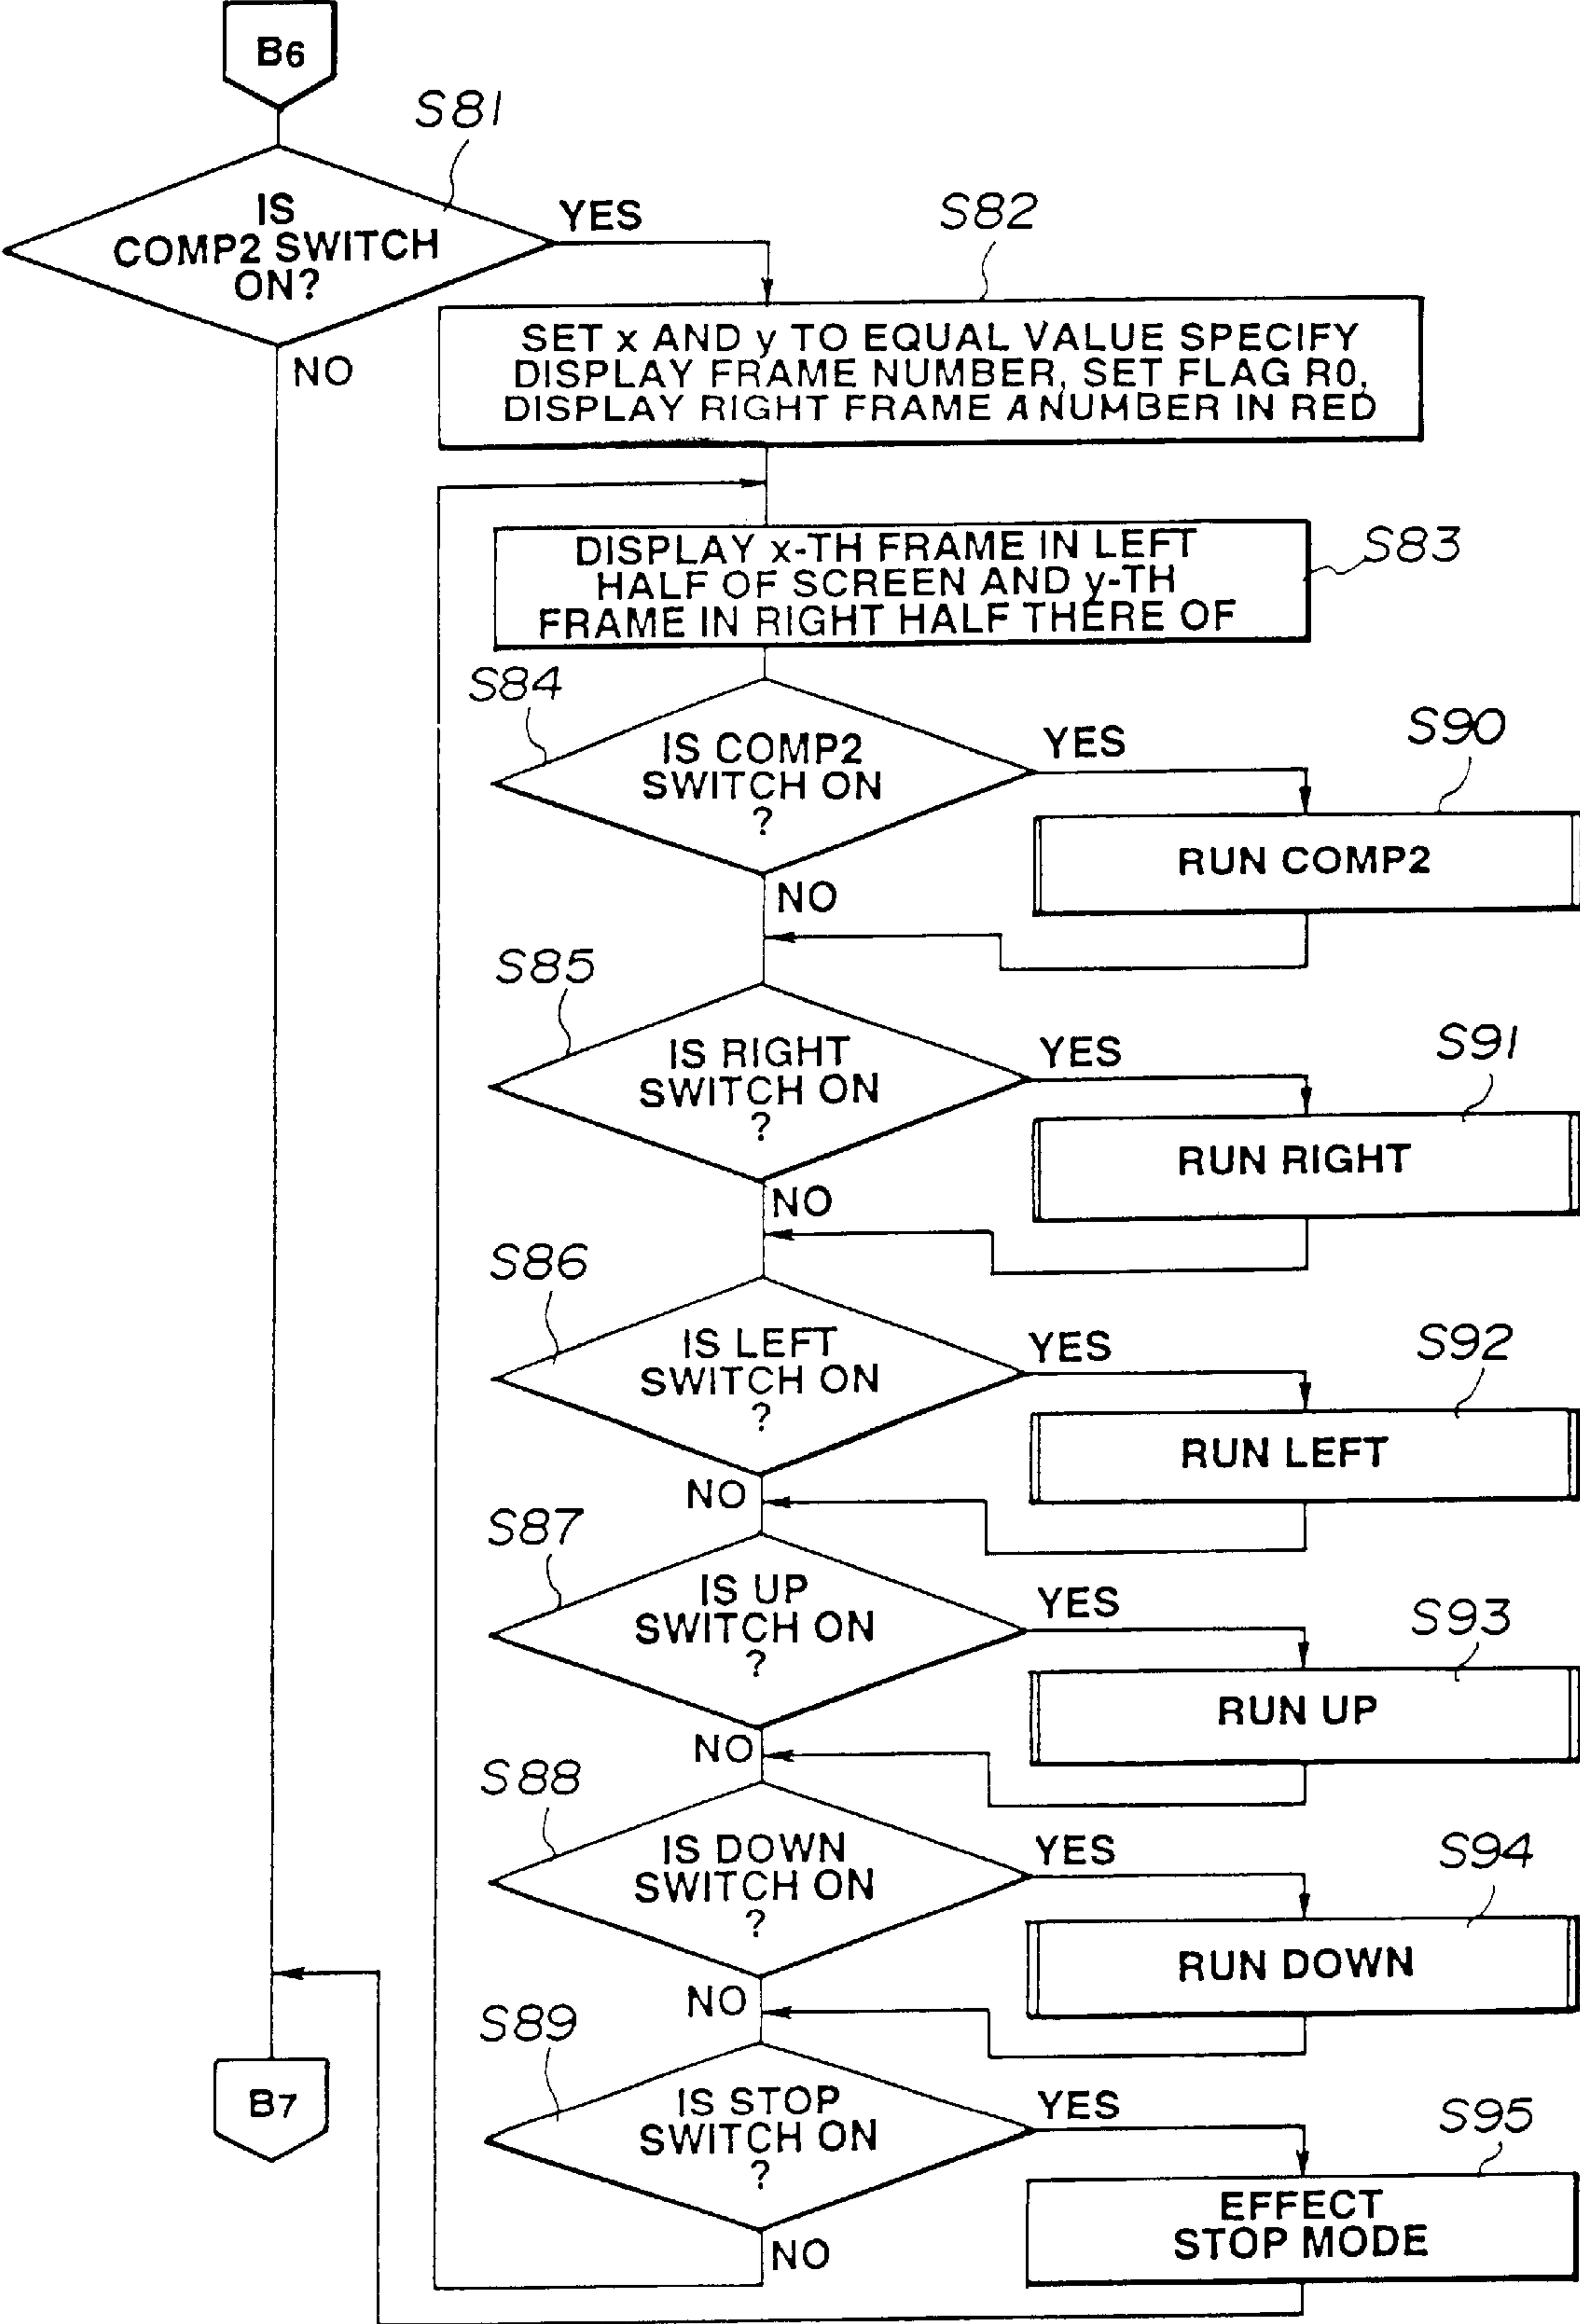 B6
S81
IS
COMP2 SWITCH
ON?
YES
NO
S82
SET x AND y TO EQUAL VALUE SPECIFY
DISPLAY FRAME NUMBER, SET FLAG R0,
DISPLAY RIGHT FRAME A NUMBER IN RED
DISPLAY x-TH FRAME IN LEFT
HALF OF SCREEN AND y-TH
FRAME IN RIGHT HALF THERE OF
S83
S84
IS COMP2
SWITCH ON
?
YES
NO
S90
RUN COMP2
S85
IS RIGHT
SWITCH ON
?
YES
NO
S91
RUN RIGHT
S86
IS LEFT
SWITCH ON
?
YES
NO
S92
RUN LEFT
S87
IS UP
SWITCH ON
?
YES
NO
S93
RUN UP
S88
IS DOWN
SWITCH ON
?
YES
NO
S94
RUN DOWN
S89
IS STOP
SWITCH ON
?
YES
NO
S95
EFFECT
STOP MODE
B7